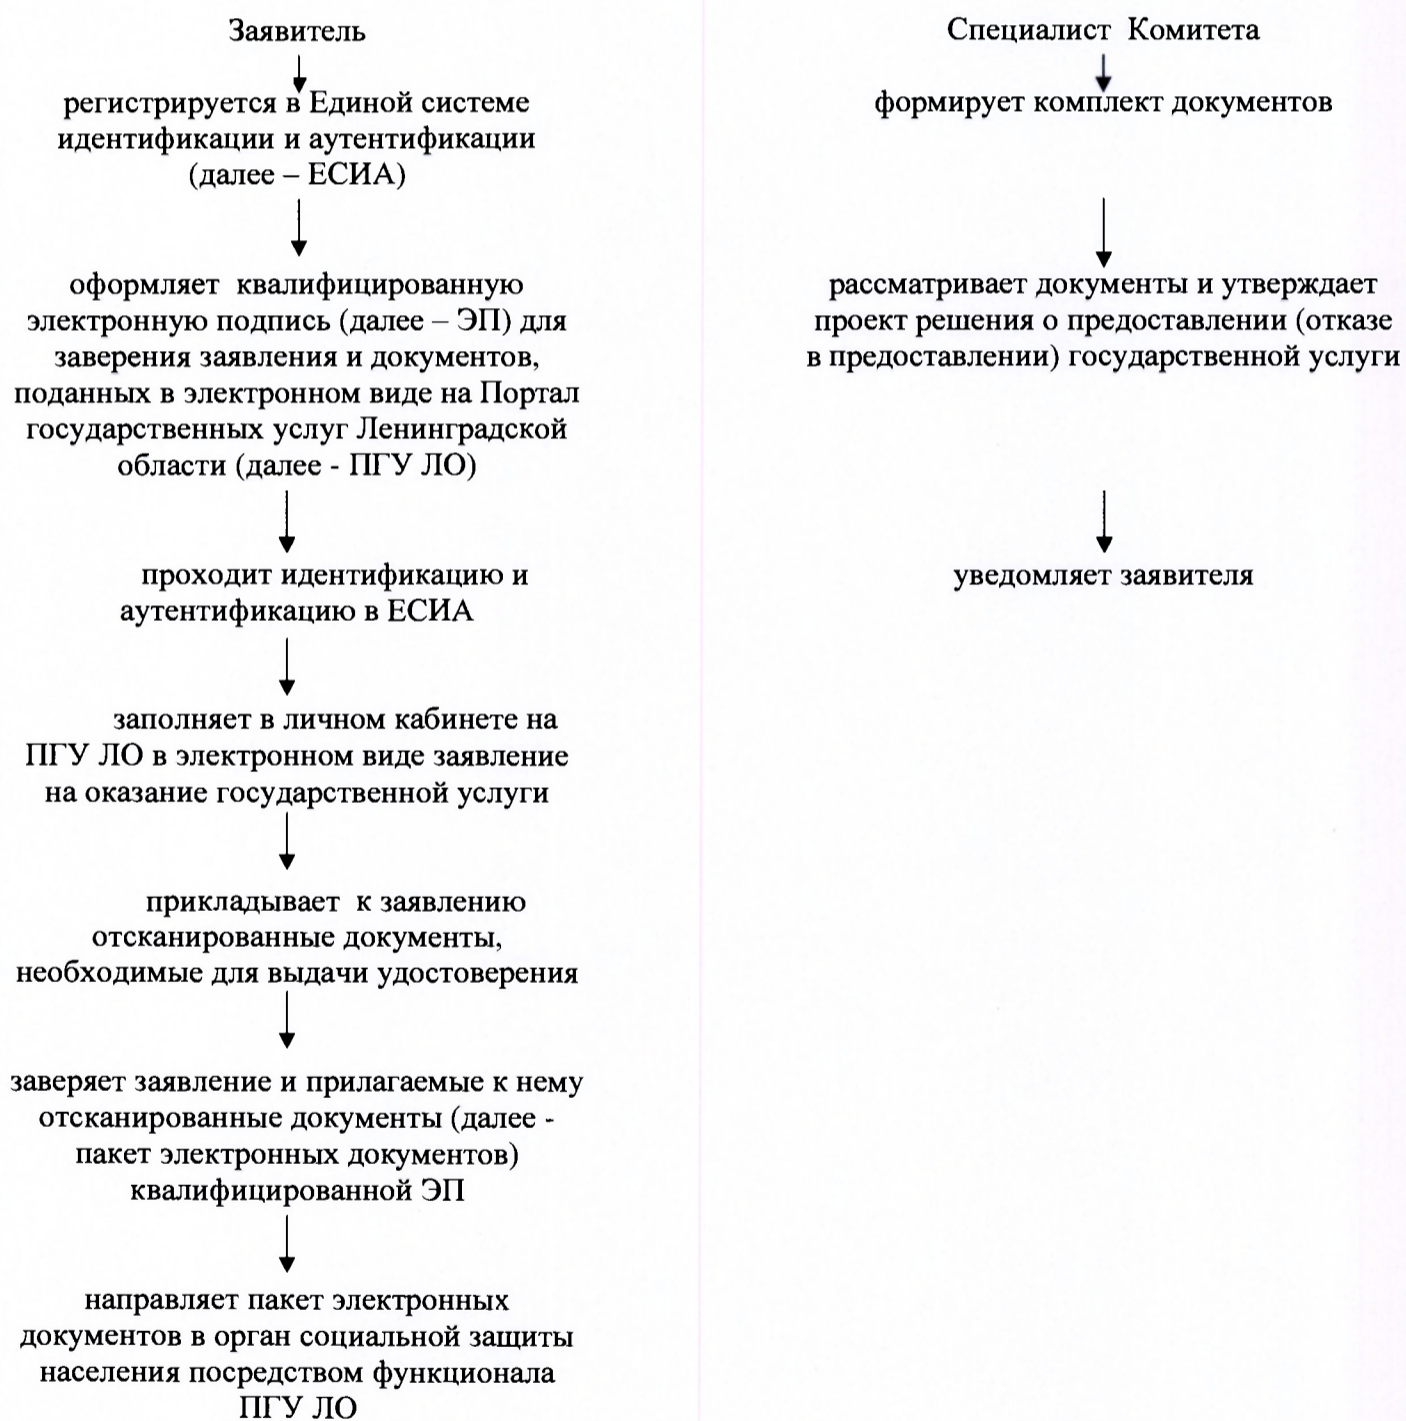 Заявитель
регистрируется в Единой системе
идентификации и аутентификации
(далее – ЕСИА)
оформляет квалифицированную
электронную подпись (далее – ЭП) для
заверения заявления и документов,
поданных в электронном виде на Портал
государственных услуг Ленинградской
области (далее - ПГУ ЛО)
проходит идентификацию и
аутентификацию в ЕСИА
заполняет в личном кабинете на
ПГУ ЛО в электронном виде заявление
на оказание государственной услуги
прикладывает к заявлению
отсканированные документы,
необходимые для выдачи удостоверения
заверяет заявление и прилагаемые к нему
отсканированные документы (далее -
пакет электронных документов)
квалифицированной ЭП
направляет пакет электронных
документов в орган социальной защиты
населения посредством функционала
ПГУ ЛО
Специалист Комитета
формирует комплект документов
рассматривает документы и утверждает
проект решения о предоставлении (отказе
в предоставлении) государственной услуги
уведомляет заявителя